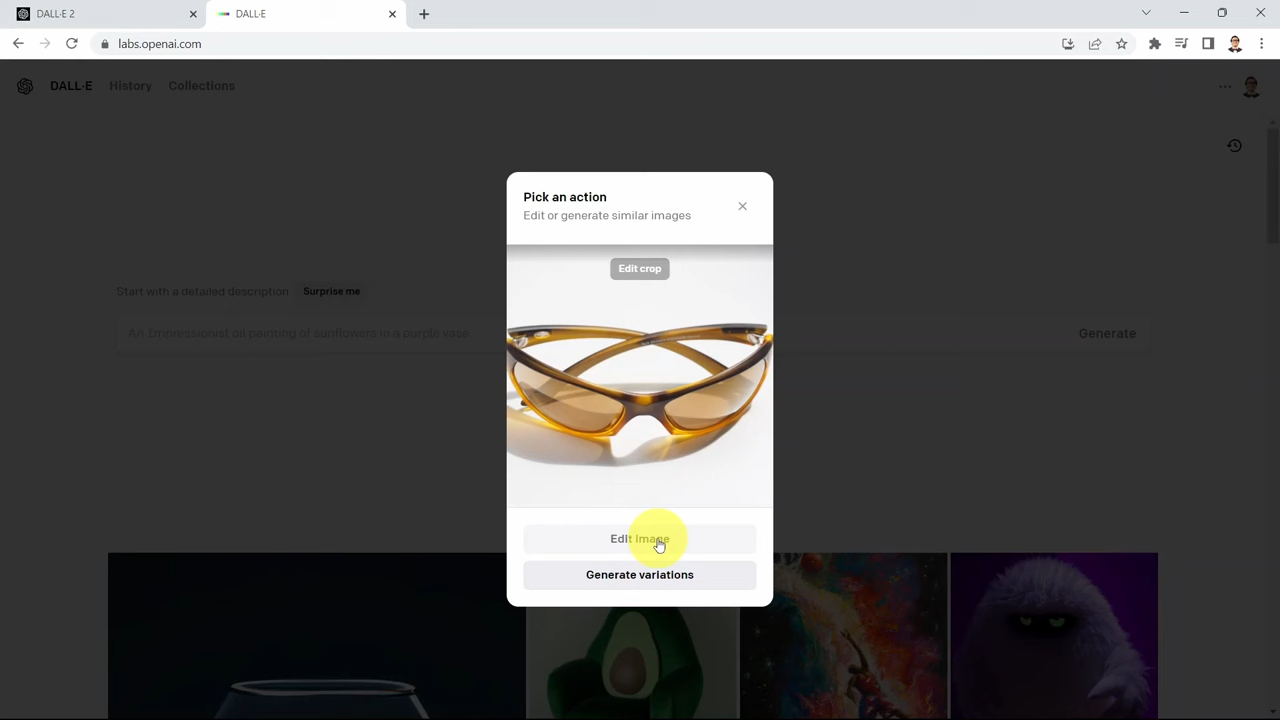 DALL·E 2
DALL·E
labs.openai.com
DALL·E History Collections
Pick an action
Edit or generate similar images
Edit crop
Start with a detailed description Surprise me
An Impressionist oil painting of sunflowers in a purple vase
Generate
Edit image
Generate variations